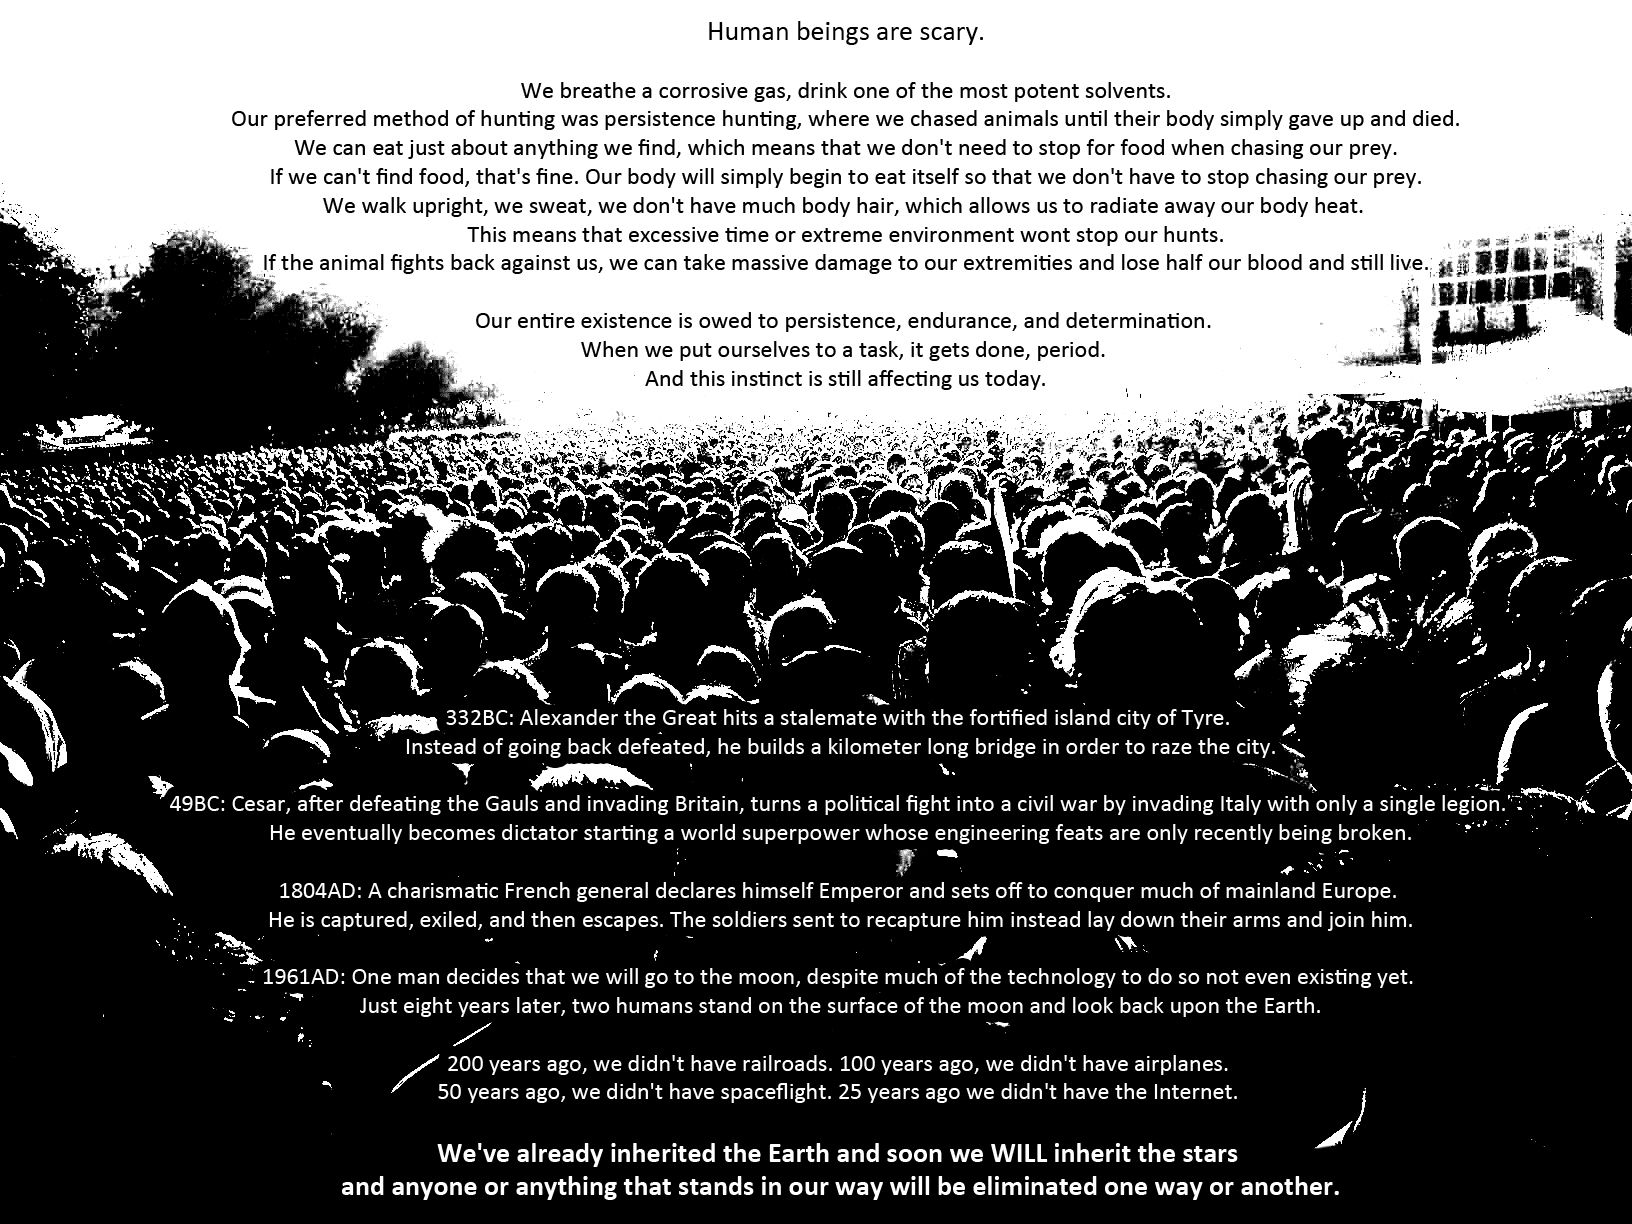 Human beings are scary.
We breathe a corrosive gas, drink one of the most potent solvents.
Our preferred method of hunting was persistence hunting, where we chased animals until their body simply gave up and died.
We can eat just about anything we find, which means that we don't need to stop for food when chasing our prey.
If we can't find food, that's fine. Our body will simply begin to eat itself so that we don't have to stop chasing our prey.
We walk upright, we sweat, we don't have much body hair, which allows us to radiate away our body heat.
This means that excessive time or extreme environment wont stop our hunts.
If the animal fights back against us, we can take massive damage to our extremities and lose half our blood and still live.
Our entire existence is owed to persistence, endurance, and determination.
When we put ourselves to a task, it gets done, period.
And this instinct is still affecting us today.
332BC: Alexander the Great hits a stalemate with the fortified island city of Tyre.
Instead of going back defeated, he builds a kilometer long bridge in order to raze the city.
49BC: Cesar, after defeating the Gauls and invading Britain, turns a political fight into a civil war by invading Italy with only a single legion.
He eventually becomes dictator starting a world superpower whose engineering feats are only recently being broken.
1804AD: A charismatic French general declares himself Emperor and sets off to conquer much of mainland Europe.
He is captured, exiled, and then escapes. The soldiers sent to recapture him instead lay down their arms and join him.
1961AD: One man decides that we will go to the moon, despite much of the technology to do so not even existing yet.
Just eight years later, two humans stand on the surface of the moon and look back upon the Earth.
200 years ago, we didn't have railroads. 100 years ago, we didn't have airplanes.
50 years ago, we didn't have spaceflight. 25 years ago we didn't have the Internet.
We've already inherited the Earth and soon we WILL inherit the stars
and anyone or anything that stands in our way will be eliminated one way or another.